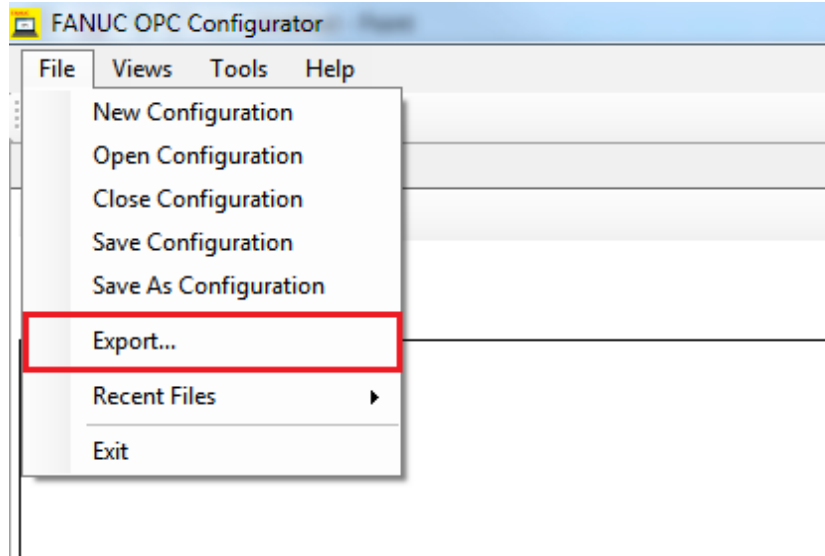 FANUC OPC Configurator
File Views Tools Help
New Configuration
Open Configuration
Close Configuration
Save Configuration
Save As Configuration
Export...
Recent Files
Exit